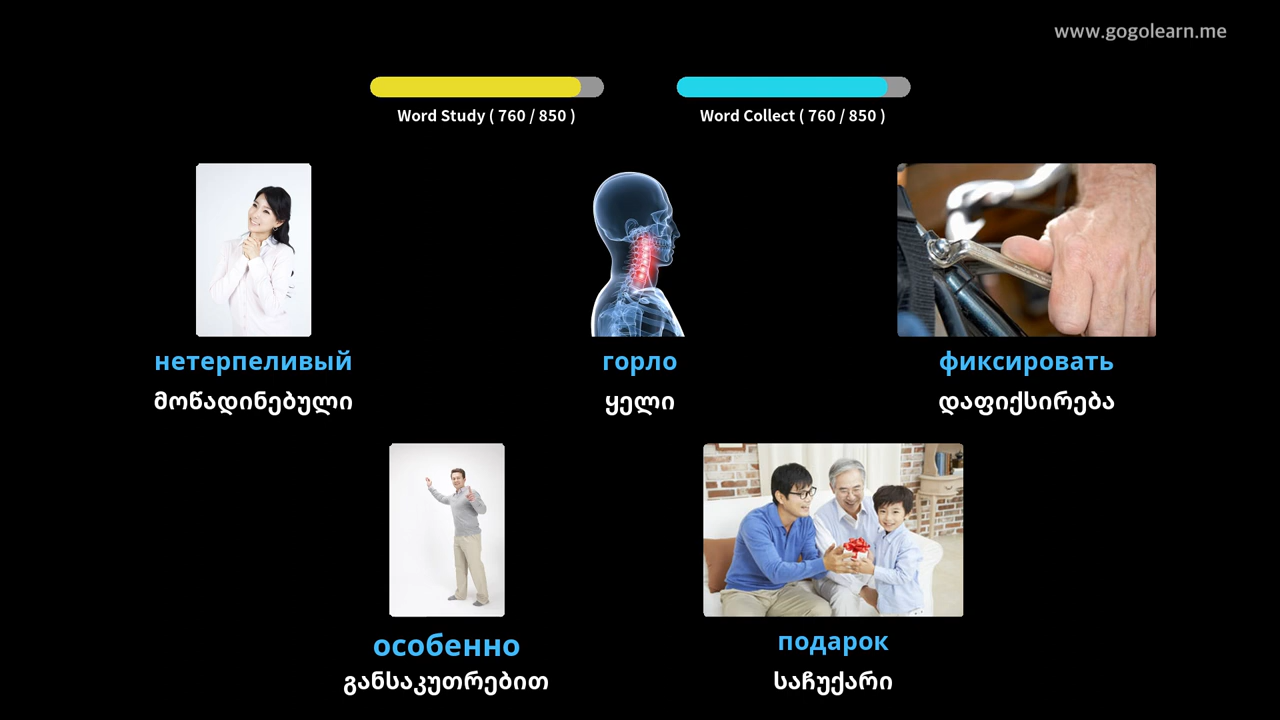 www.gogolearn.me
Word Study ( 760 / 850 )
Word Collect ( 760 / 850 )
нетерпеливый
მოწადინებული
горло
ყელი
фиксировать
დაფიქსირება
особенно
განსაკუთრებით
подарок
საჩუქარი